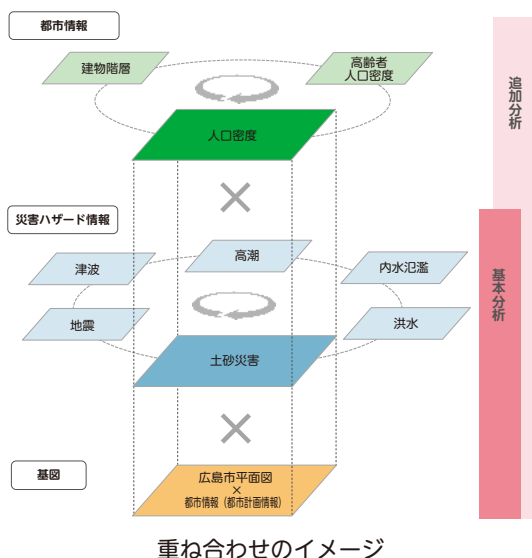 都市情報
建物階層
高齢者
人口密度
人口密度
追加分析
×
災害ハザード情報
高潮
津波
内水氾濫
地震
洪水
土砂災害
基本分析
×
基図
広島市平面図
×
都市情報（都市計画情報）
重ね合わせのイメージ